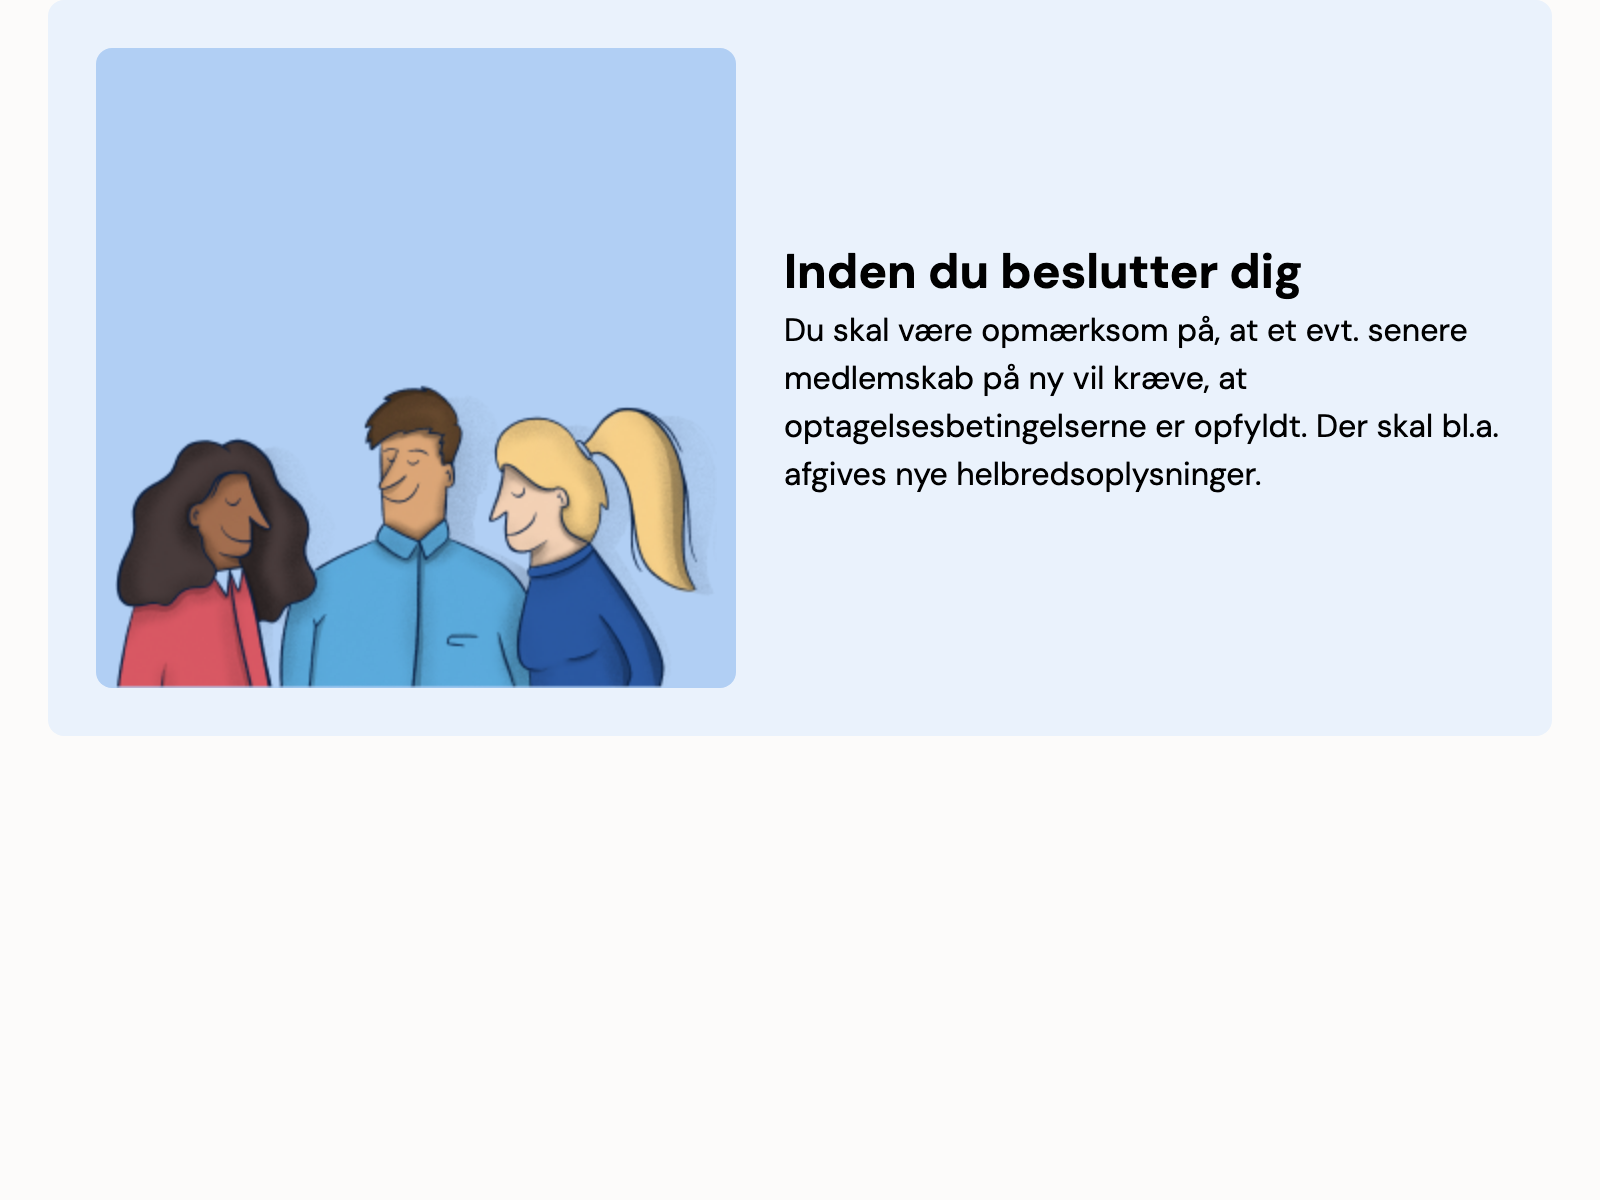 Inden du beslutter dig
Du skal være opmærksom på, at et evt. senere
medlemskab på ny vil kræve, at
optagelsesbetingelserne er opfyldt. Der skal bl.a.
afgives nye helbredsoplysninger.